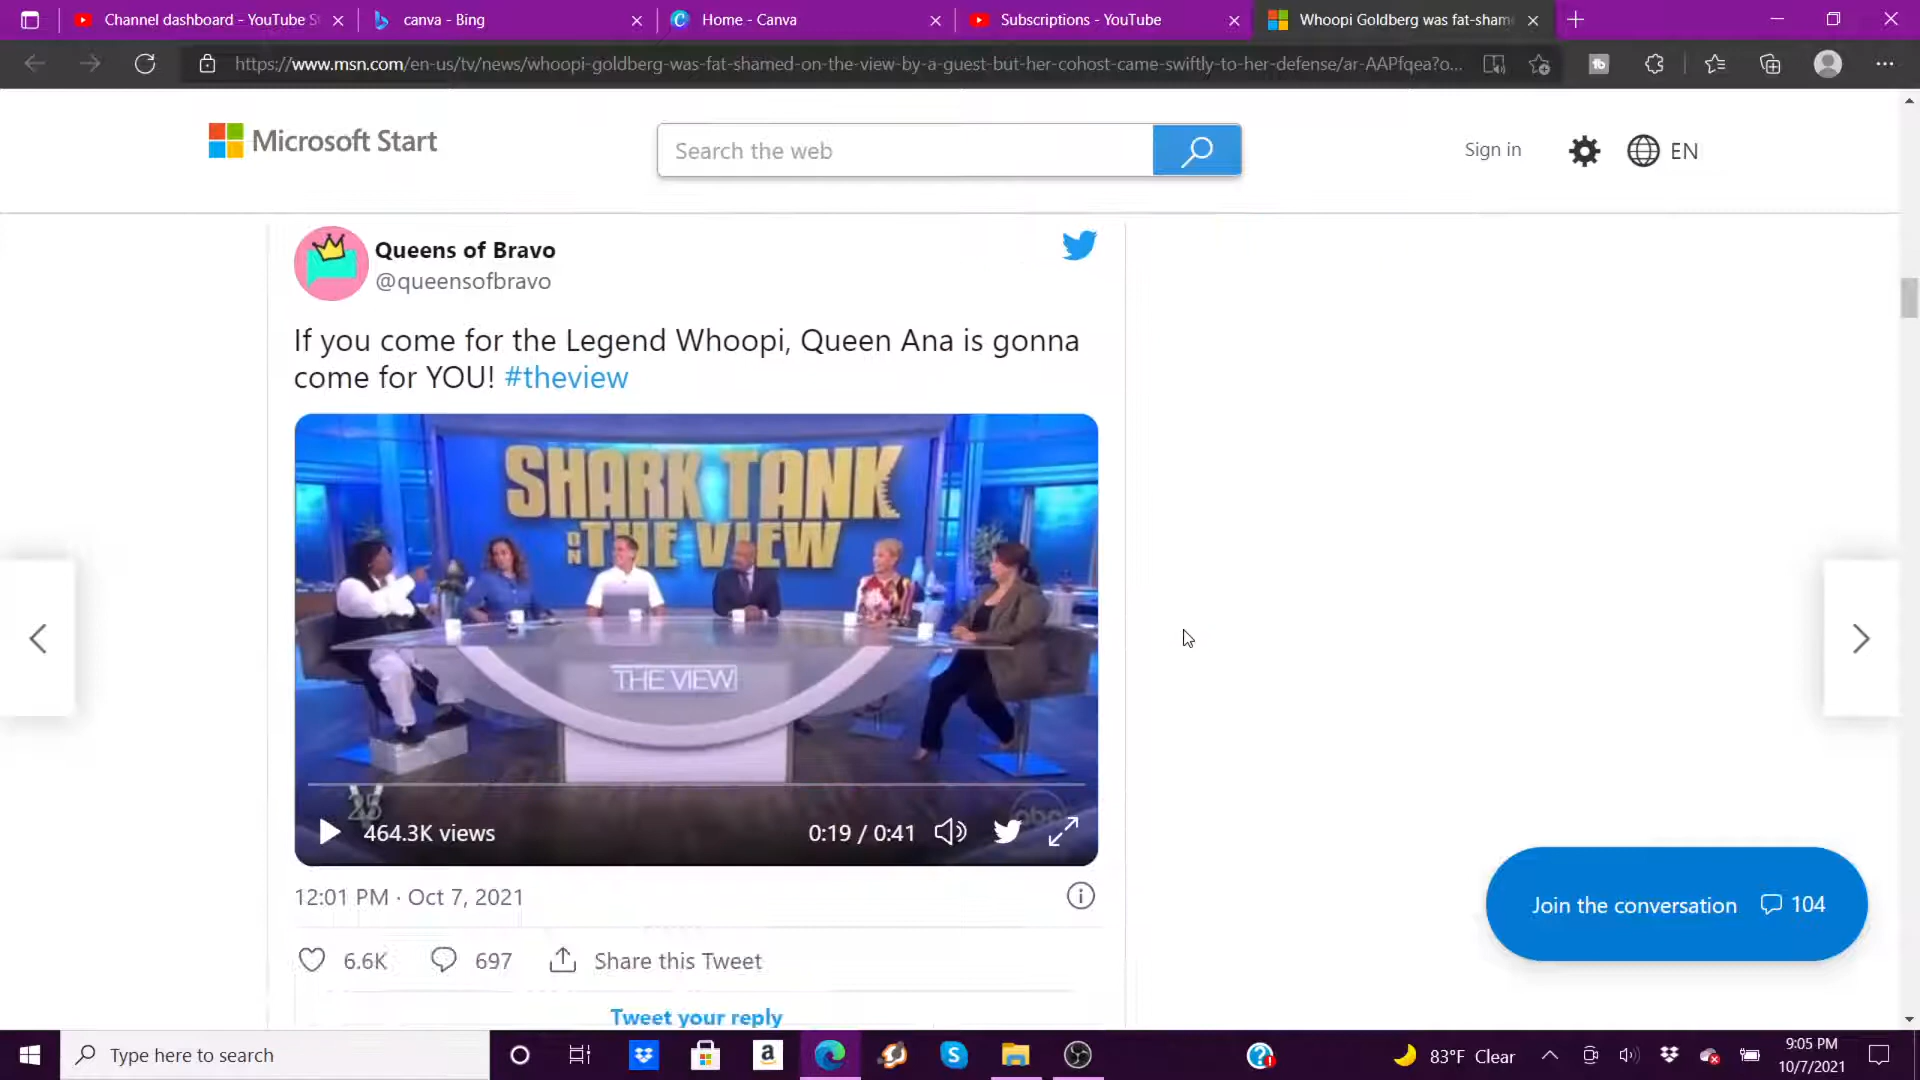 Channel dashboard - YouTube S
canva - Bing
Home - Canva
Subscriptions - YouTube
Whoopi Goldberg was fat-sham
https://www.msn.com/en-us/tv/news/whoopi-goldberg-was-fat-shamed-on-the-view-by-a-guest-but-her-cohost-came-swiftly-to-her-defense/ar-AAPfqea?o...
Microsoft Start
Search the web
Sign in
EN
Queens of Bravo
@queensofbravo
If you come for the Legend Whoopi, Queen Ana is gonna
come for YOU! #theview
SHARK TANK
ON THE VIEW
THE VIEW
25
abc
464.3K views
0:19 / 0:41
12:01 PM · Oct 7, 2021
6.6K
697
Share this Tweet
Tweet your reply
Join the conversation
104
Type here to search
83°F Clear
9:05 PM
10/7/2021